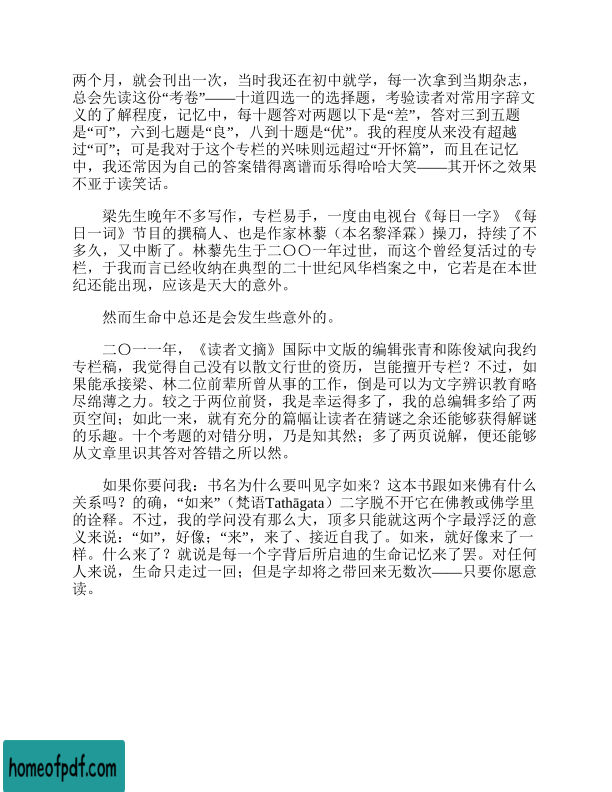 两个月，就会刊出一次，当时我还在初中就学，每一次拿到当期杂志，
总会先读这份“考卷”——十道四选一的选择题，考验读者对常用字辞文
义的了解程度，记忆中，每十题答对两题以下是“差”，答对三到五题
是“可”，六到七题是“良”，八到十题是“优”。我的程度从来没有超越
过“可”；可是我对于这个专栏的兴味则远超过“开怀篇”，而且在记忆
中，我还常因为自己的答案错得离谱而乐得哈哈大笑——其开怀之效果
不亚于读笑话。
梁先生晚年不多写作，专栏易手，一度由电视台《每日一字》《每
日一词》节目的撰稿人、也是作家林藜（本名黎泽霖）操刀，持续了不
多久，又中断了。林藜先生于二〇〇一年过世，而这个曾经复活过的专
栏，于我而言已经收纳在典型的二十世纪风华档案之中，它若是在本世
纪还能出现，应该是天大的意外。
然而生命中总还是会发生些意外的。
二〇一一年，《读者文摘》国际中文版的编辑张青和陈俊斌向我约
专栏稿，我觉得自己没有以散文行世的资历，岂能擅开专栏？不过，如
果能承接梁、林二位前辈所曾从事的工作，倒是可以为文字辨识教育略
尽绵薄之力。较之于两位前贤，我是幸运得多了，我的总编辑多给了两
页空间；如此一来，就有充分的篇幅让读者在猜谜之余还能够获得解谜
的乐趣。十个考题的对错分明，乃是知其然；多了两页说解，便还能够
从文章里识其答对答错之所以然。
如果你要问我：书名为什么要叫见字如来？这本书跟如来佛有什么
关系吗？的确，“如来”（梵语Tathāgata）二字脱不开它在佛教或佛学里
的诠释。不过，我的学问没有那么大，顶多只能就这两个字最浮泛的意
义来说：“如”，好像；“来”，来了、接近自我了。如来，就好像来了一
样。什么来了？就说是每一个字背后所启迪的生命记忆来了罢。对任何
人来说，生命只走过一回；但是字却将之带回来无数次——只要你愿意
读。
homeofpdf.com